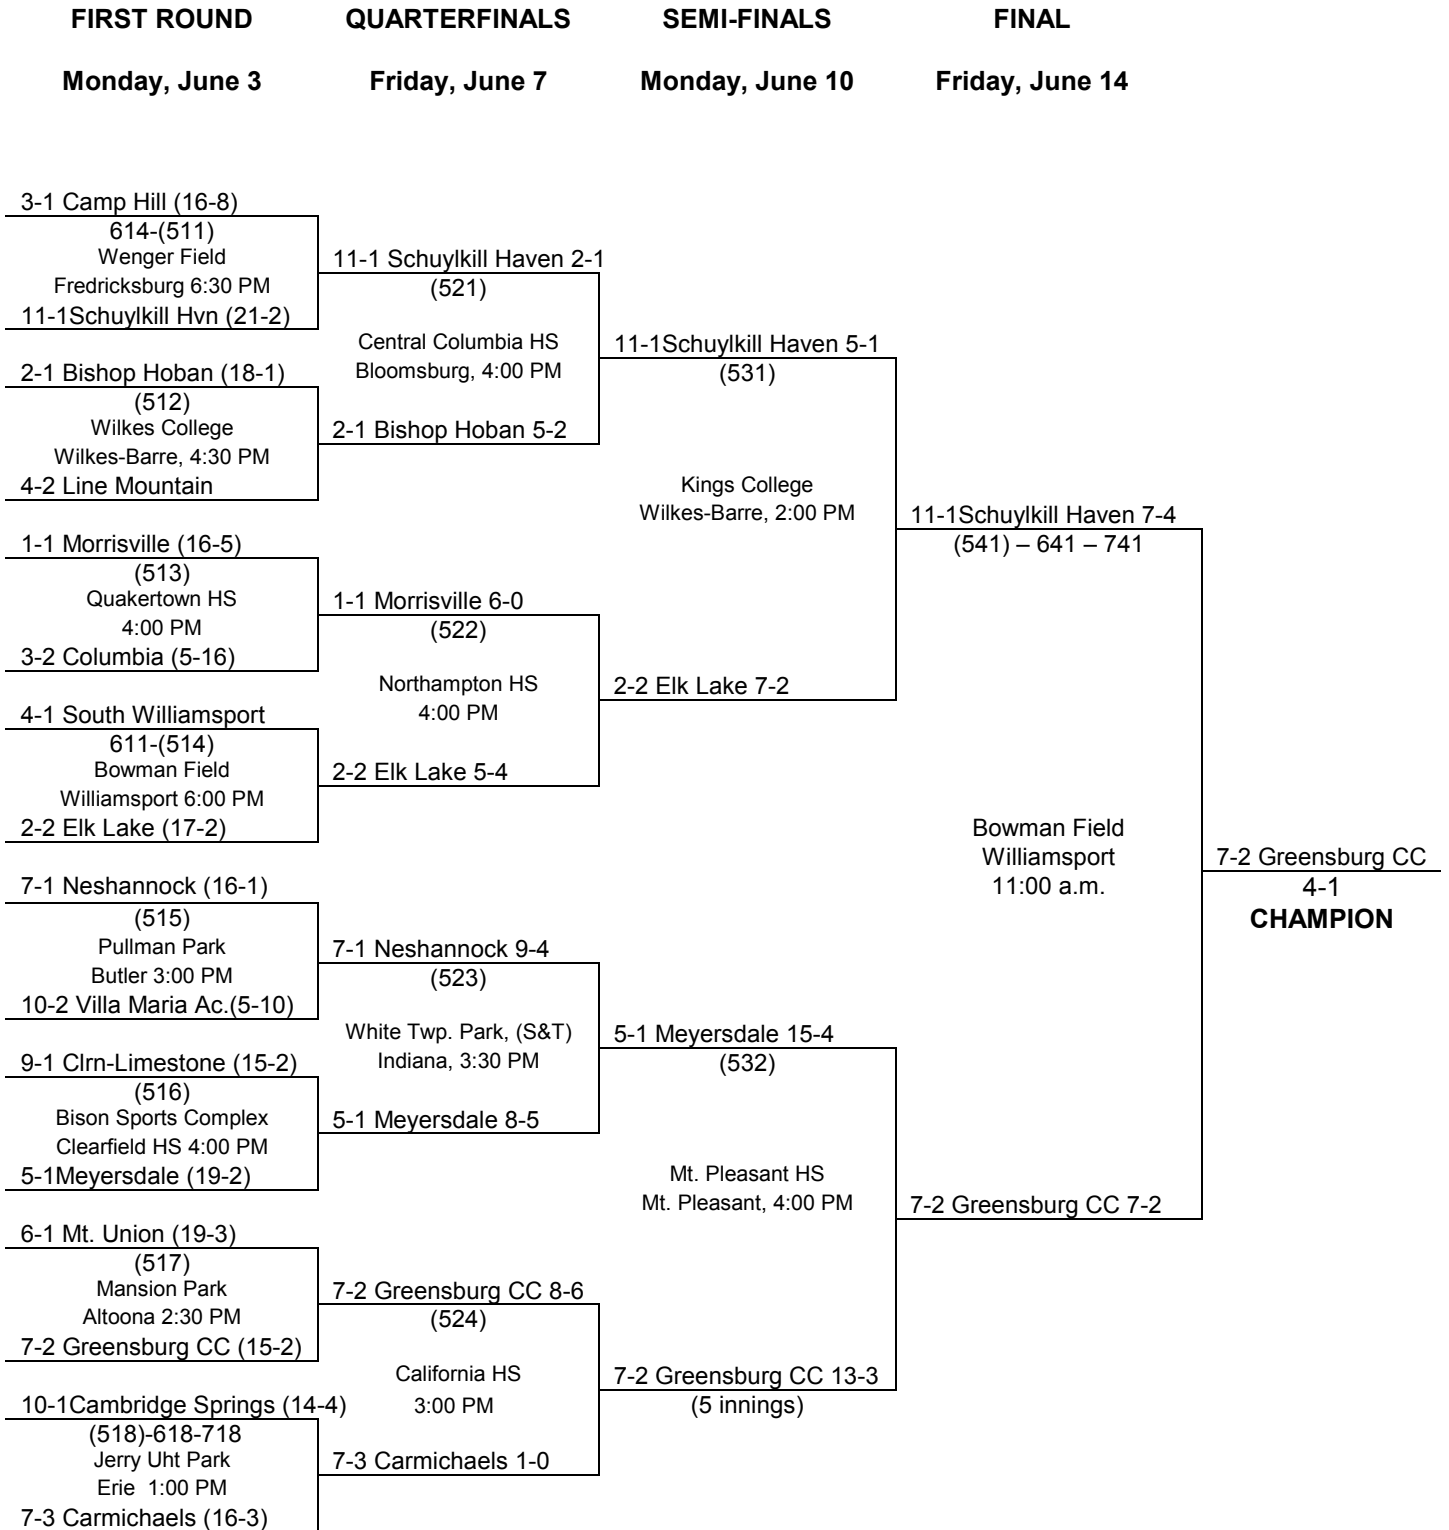 FIRST ROUND
Monday, June 3
QUARTERFINALS
Friday, June 7
SEMI-FINALS
Monday, June 10
FINAL
Friday, June 14
3-1 Camp Hill (16-8)
614-(511)
Wenger Field
Fredricksburg 6:30 PM
11-1Schuylkill Hvn (21-2)
2-1 Bishop Hoban (18-1)
(512)
Wilkes College
Wilkes-Barre, 4:30 PM
4-2 Line Mountain
1-1 Morrisville (16-5)
(513)
Quakertown HS
4:00 PM
3-2 Columbia (5-16)
4-1 South Williamsport
611-(514)
Bowman Field
Williamsport 6:00 PM
2-2 Elk Lake (17-2)
7-1 Neshannock (16-1)
(515)
Pullman Park
Butler 3:00 PM
10-2 Villa Maria Ac.(5-10)
9-1 Clrn-Limestone (15-2)
(516)
Bison Sports Complex
Clearfield HS 4:00 PM
5-1Meyersdale (19-2)
6-1 Mt. Union (19-3)
(517)
Mansion Park
Altoona 2:30 PM
7-2 Greensburg CC (15-2)
10-1Cambridge Springs (14-4)
(518)-618-718
Jerry Uht Park
Erie 1:00 PM
7-3 Carmichaels (16-3)
11-1 Schuylkill Haven 2-1
(521)
Central Columbia HS
Bloomsburg, 4:00 PM
2-1 Bishop Hoban 5-2
1-1 Morrisville 6-0
(522)
Northampton HS
4:00 PM
2-2 Elk Lake 5-4
7-1 Neshannock 9-4
(523)
White Twp. Park, (S&T)
Indiana, 3:30 PM
5-1 Meyersdale 8-5
7-2 Greensburg CC 8-6
(524)
California HS
3:00 PM
7-3 Carmichaels 1-0
11-1Schuylkill Haven 5-1
(531)
Kings College
Wilkes-Barre, 2:00 PM
2-2 Elk Lake 7-2
5-1 Meyersdale 15-4
(532)
Mt. Pleasant HS
Mt. Pleasant, 4:00 PM
7-2 Greensburg CC 13-3
(5 innings)
11-1Schuylkill Haven 7-4
(541) – 641 – 741
Bowman Field
Williamsport
11:00 a.m.
7-2 Greensburg CC 7-2
7-2 Greensburg CC
4-1
CHAMPION